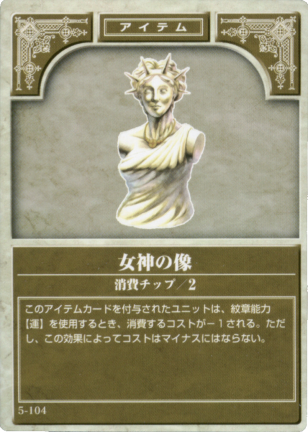 アイテム
女神の像
消費チップ／2
このアイテムカードを付与されたユニットは、紋章能力
【運】を使用するとき、消費するコストが－1される。ただ
し、この効果によってコストはマイナスにはならない。
5-104